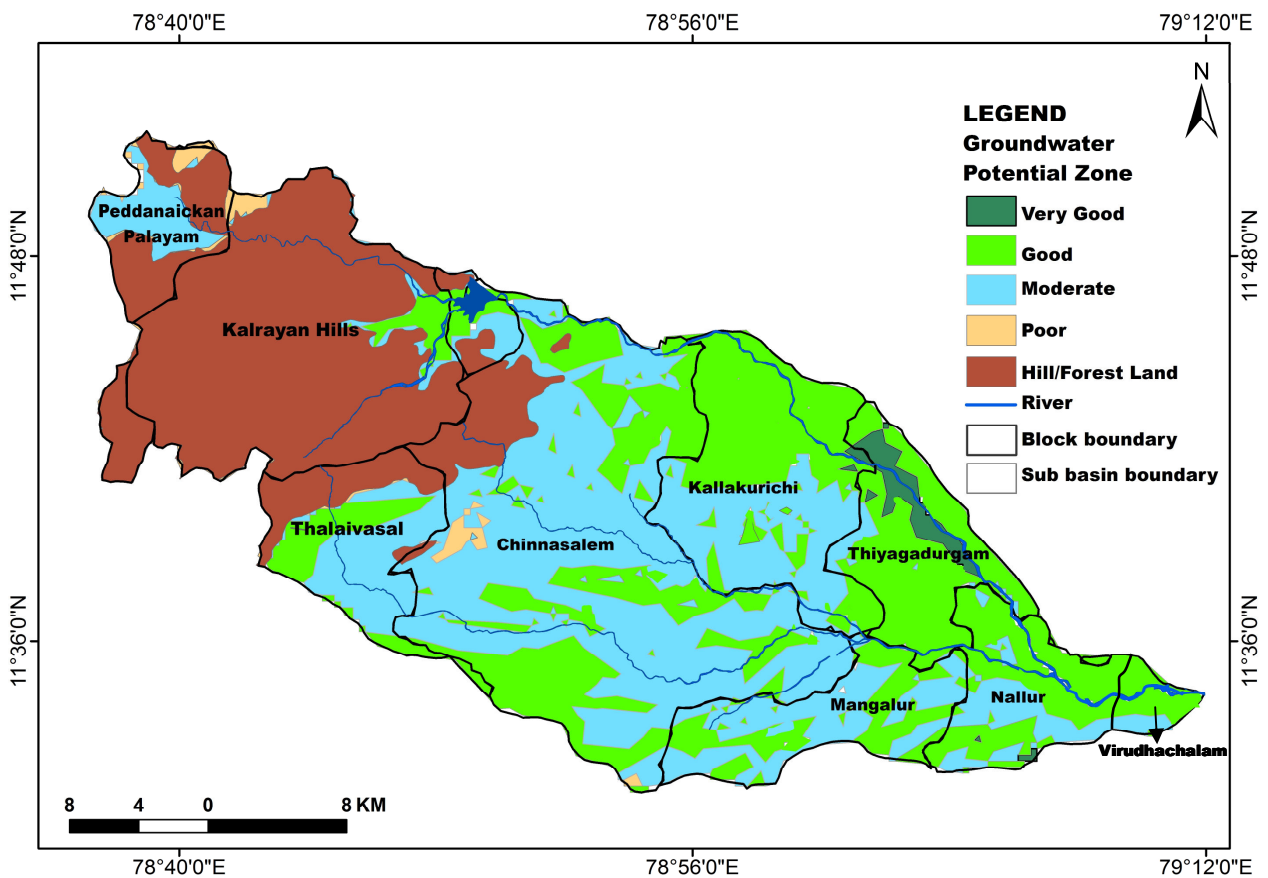 78°40'0"E
78°56'0"E
79°12'0"E
N
LEGEND
Groundwater
Potential Zone
Very Good
Good
Moderate
Poor
Hill/Forest Land
River
Block boundary
Sub basin boundary
11°48'0"N
11°48'0"N
Peddanaickan
Palayam
Kalrayan Hills
Kallakurichi
Thalaivasal
Chinnasalem
Thiyagadurgam
11°36'0"N
11°36'0"N
Mangalur
Nallur
Virudhachalam
8 4 0 8 KM
78°40'0"E
78°56'0"E
79°12'0"E